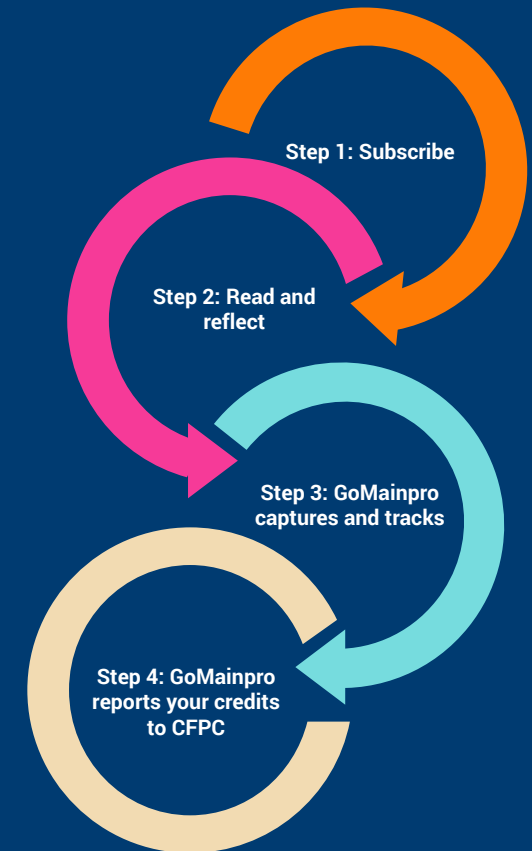 Step 1: Subscribe
Step 2: Read and
reflect
Step 3: GoMainpro
captures and tracks
Step 4: GoMainpro
reports your credits
to CFPC